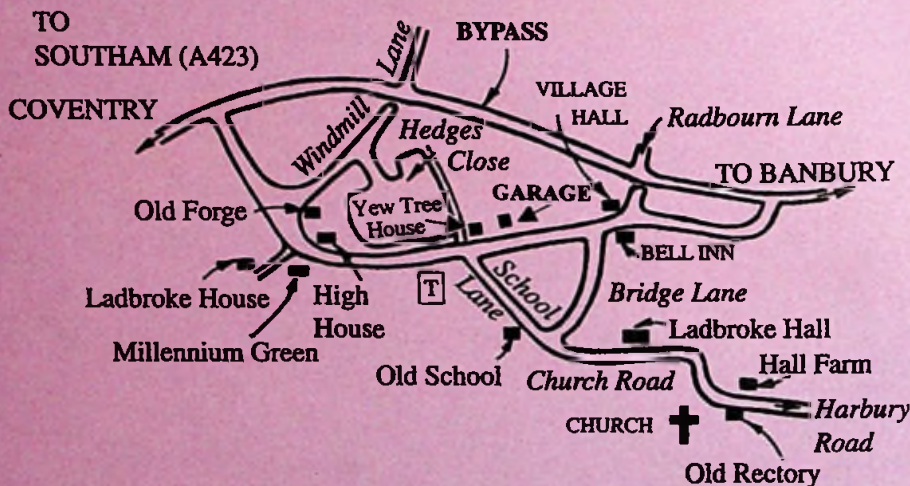 TO
SOUTHAM (A423)
COVENTRY
Lane
BYPASS
VILLAGE
HALL
Radbourn Lane
Windmill
Hedges
Close
TO BANBURY
Old Forge
Yew Tree
House
GARAGE
BELL INN
Ladbroke House
High
House
T
School
Lane
Bridge Lane
Millennium Green
Ladbroke Hall
Old School
Church Road
Hall Farm
CHURCH
Harbury
Road
Old Rectory